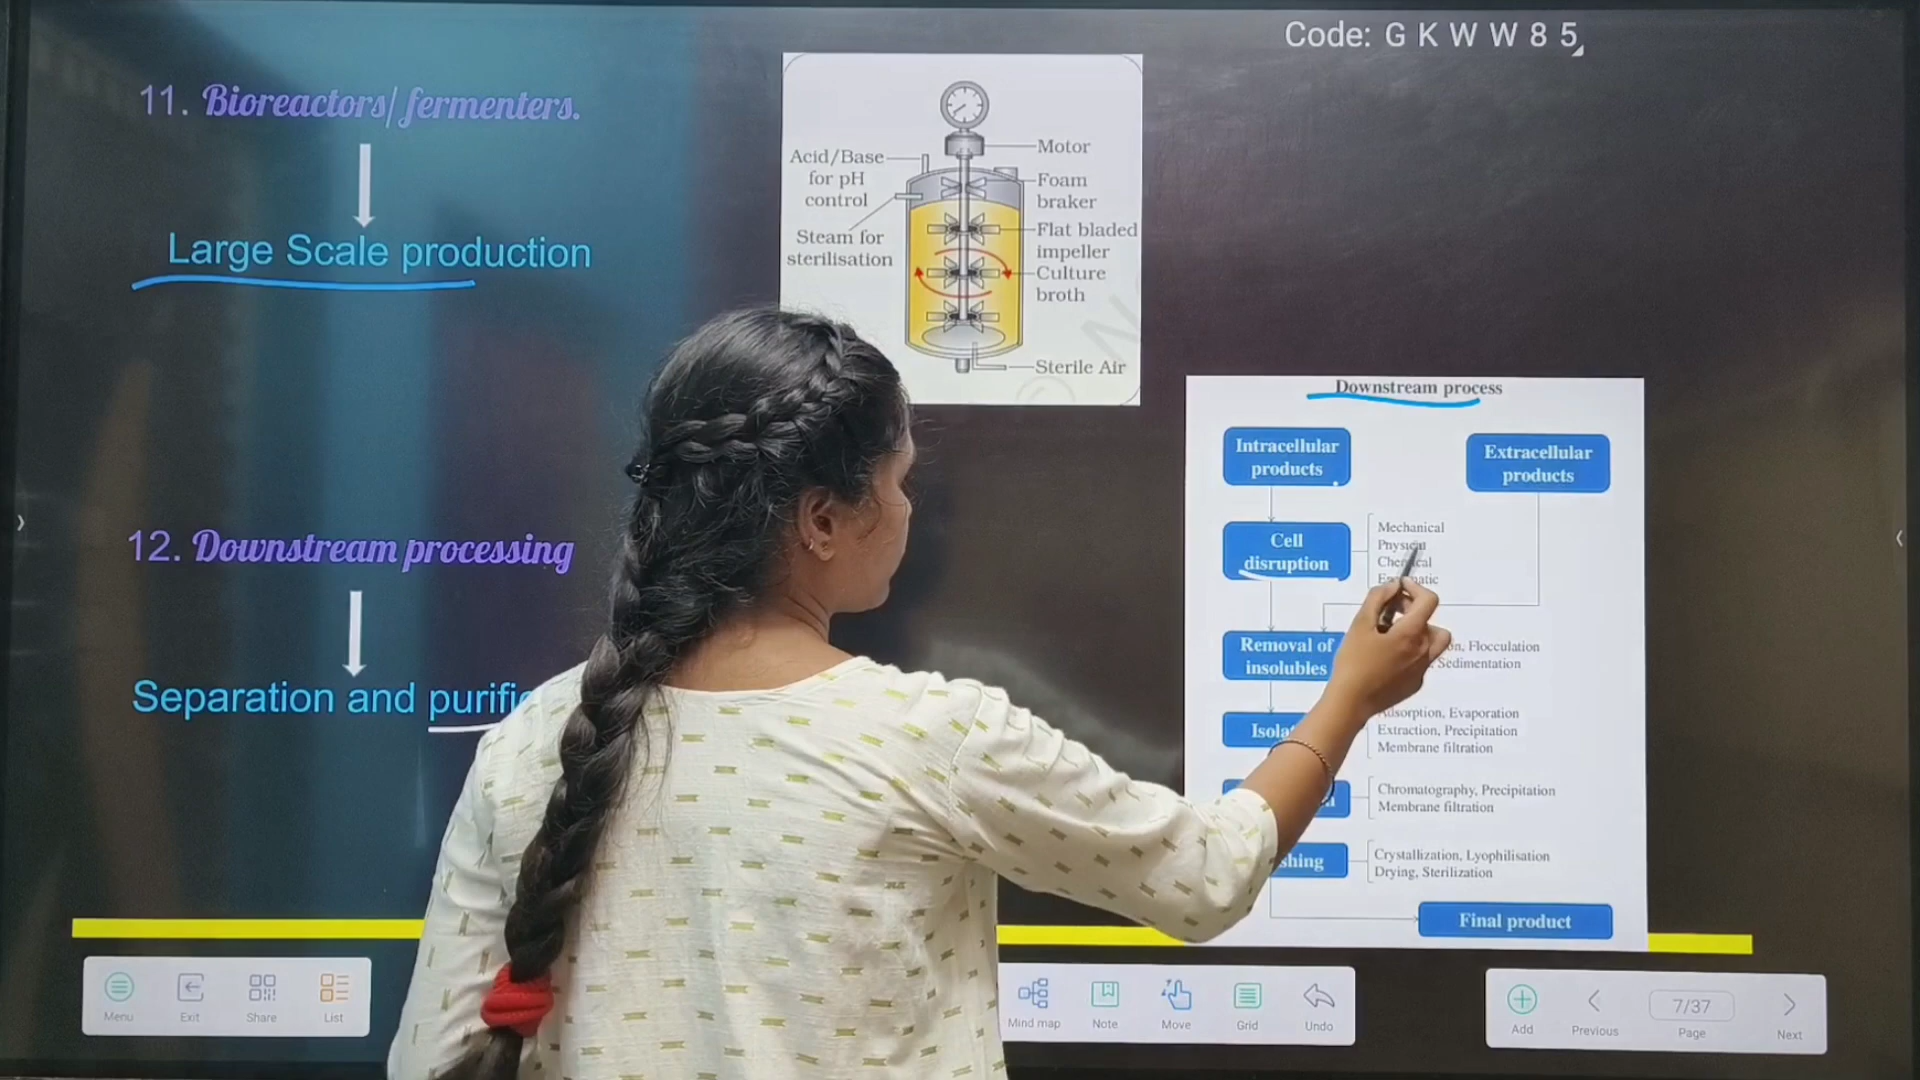 Code: G K W W 8 5
11. Bioreactors/ fermenters.
Large Scale production
Acid/Base
for pH
control
Steam for
sterilisation
Motor
Foam
braker
Flat bladed
impeller
Culture
broth
Sterile Air
12. Downstream processing
Separation and
Downstream process
Intracellular
products
Extracellular
products
Cell
disruption
Mechanical
Physical
Chemical
Removal of
insolubles
Flocculation
Sedimentation
Adsorption, Evaporation
Extraction, Precipitation
Membrane filtration
Chromatography, Precipitation
Membrane filtration
Crystallization, Lyophilisation
Drying, Sterilization
Final product
Menu
Exit
Share
List
Mind map
Note
Move
Grid
Undo
Add
Previous
7/37
Page
Next